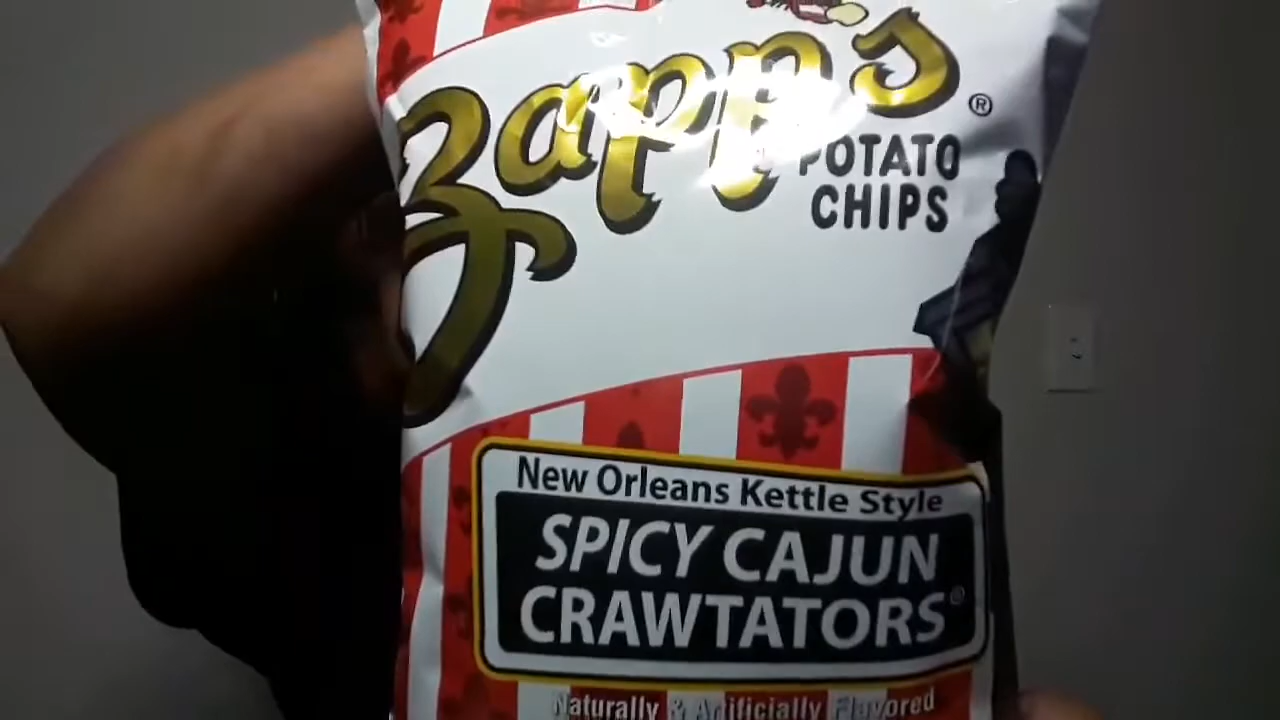 Zapp's®
POTATO
CHIPS
New Orleans Kettle Style
SPICY CAJUN
CRAWTATORS®
Naturally & Artificially Flavored